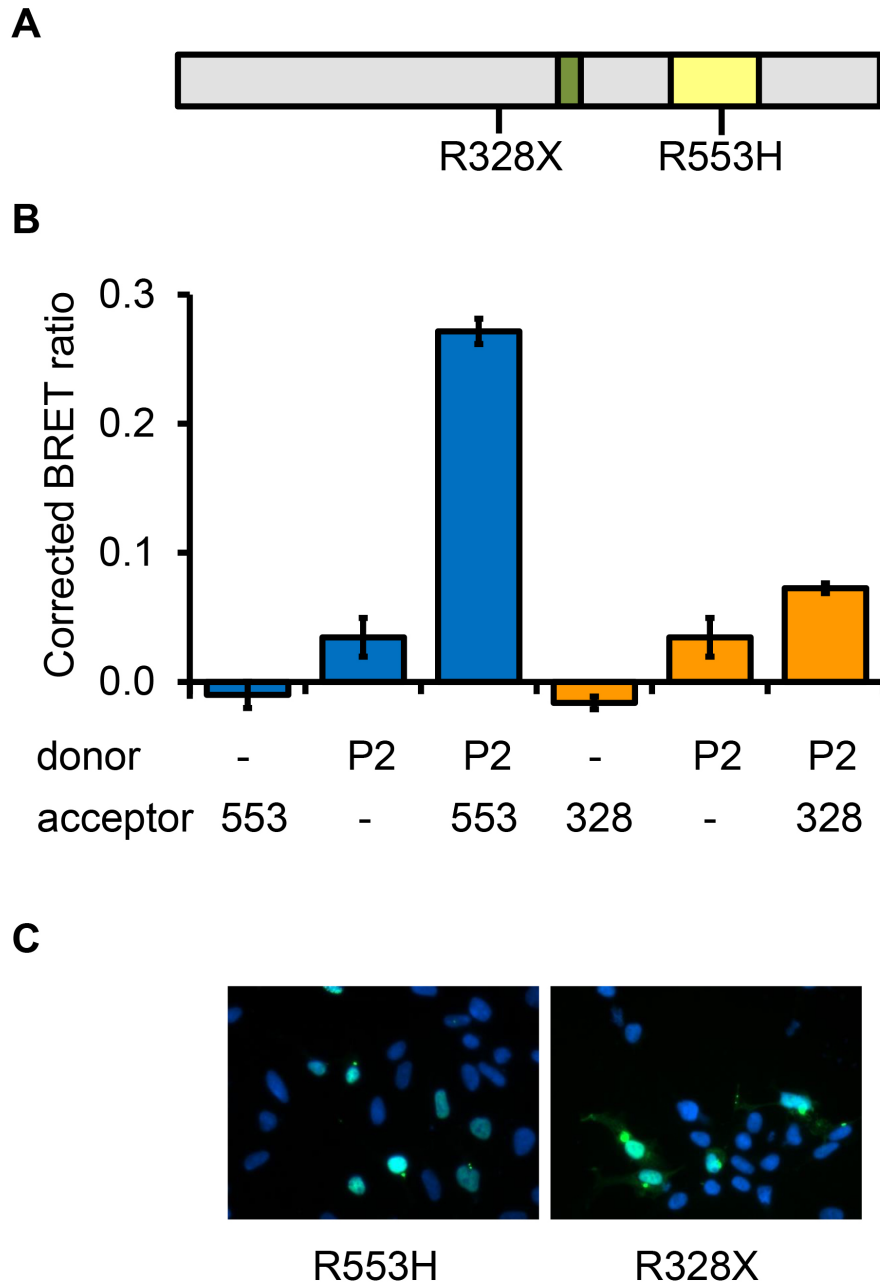 A
R328X R553H
B
Corrected BRET ratio
0.3
0.2
0.1
0.0
donor - P2 P2 - P2 P2
acceptor 553 - 553 328 - 328
C
R553H R328X